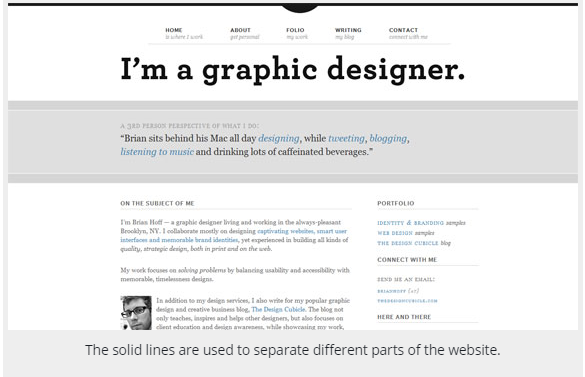 HOME ABOUT FOLIO WRITING CONTACT
is where I work get personal my work my blog connect with me
I'm a graphic designer.
A 3RD PERSON PERSPECTIVE OF WHAT I DO:
"Brian sits behind his Mac all day designing, while tweeting, blogging,
listening to music and drinking lots of caffeinated beverages."
ON THE SUBJECT OF ME
I'm Brian Hoff — a graphic designer living and working in the always-pleasant
Brooklyn, NY. I collaborate mostly on designing captivating websites, smart user
interfaces and memorable brand identities, yet experienced in building all kinds of
quality, strategic design, both in print and on the web.
My work focuses on solving problems by balancing usability and accessibility with
memorable, timelessness designs.
In addition to my design services, I also write for my popular graphic
design and creative business blog, The Design Cubicle. The blog not
only teaches, inspires and helps other designers, but also focuses on
client education and design awareness, while showcasing my work,
PORTFOLIO
IDENTITY & BRANDING samples
WEB DESIGN samples
THE DESIGN CUBICLE blog
CONNECT WITH ME
SEND ME AN EMAIL:
BRIANHOFF [at]
THEDESIGNCUBICLE.COM
HERE AND THERE
The solid lines are used to separate different parts of the website.